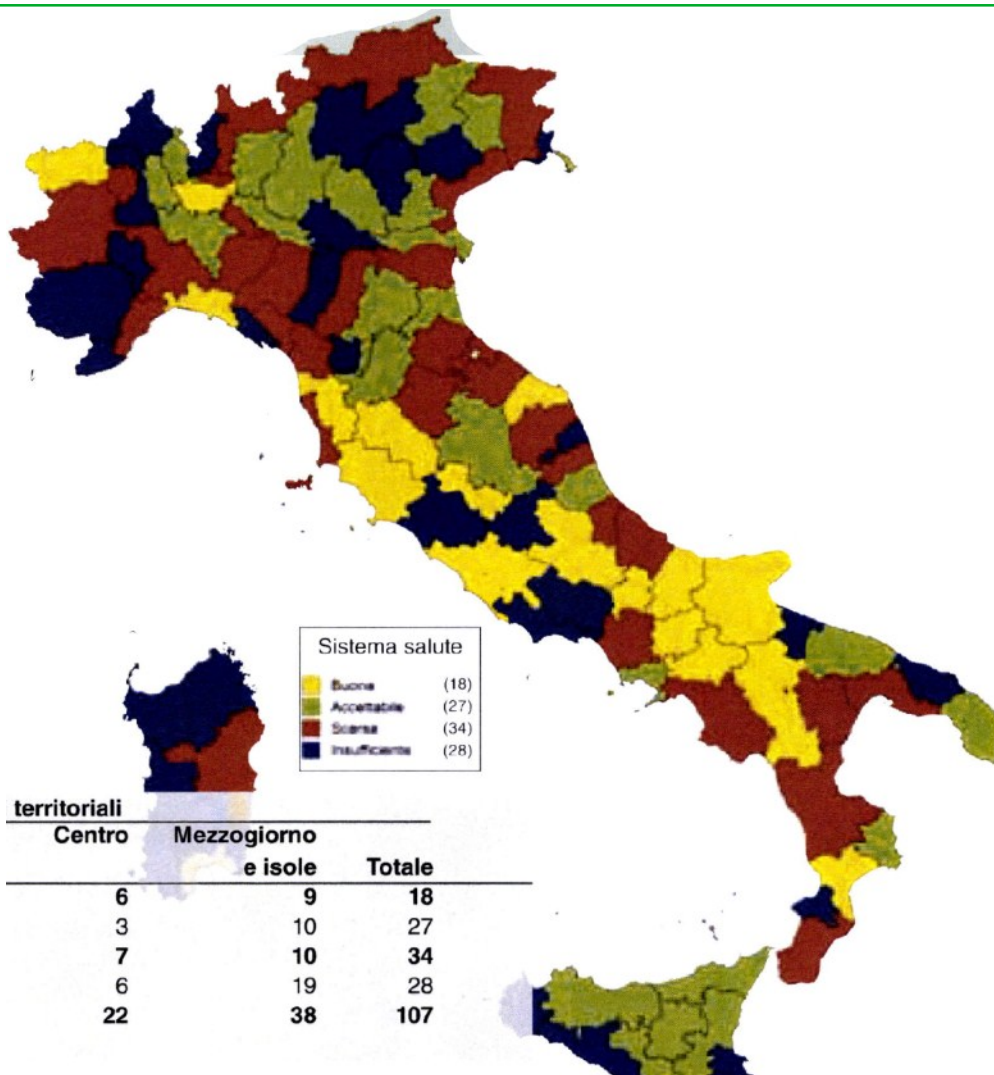 Sistema salute
Buona (18)
Accettabile (27)
Scarsa (34)
Insufficiente (28)
territoriali
Centro Mezzogiorno
e isole Totale
6 9 18
3 10 27
7 10 34
6 19 28
22 38 107